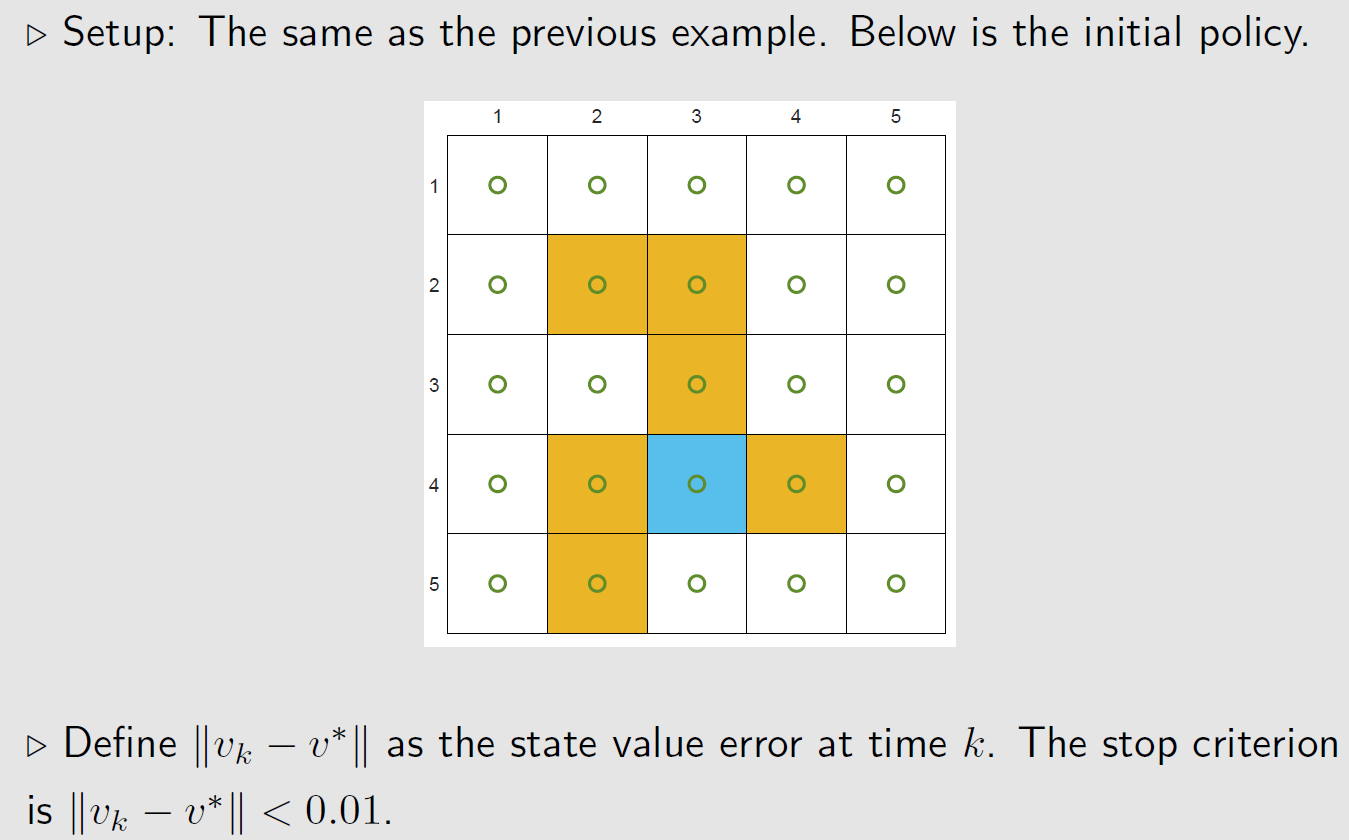 ▷ Setup: The same as the previous example. Below is the initial policy.
1 2 3 4 5
1
2
3
4
5
▷ Define ‖v_k − v*‖ as the state value error at time k. The stop criterion
is ‖v_k − v*‖ < 0.01.